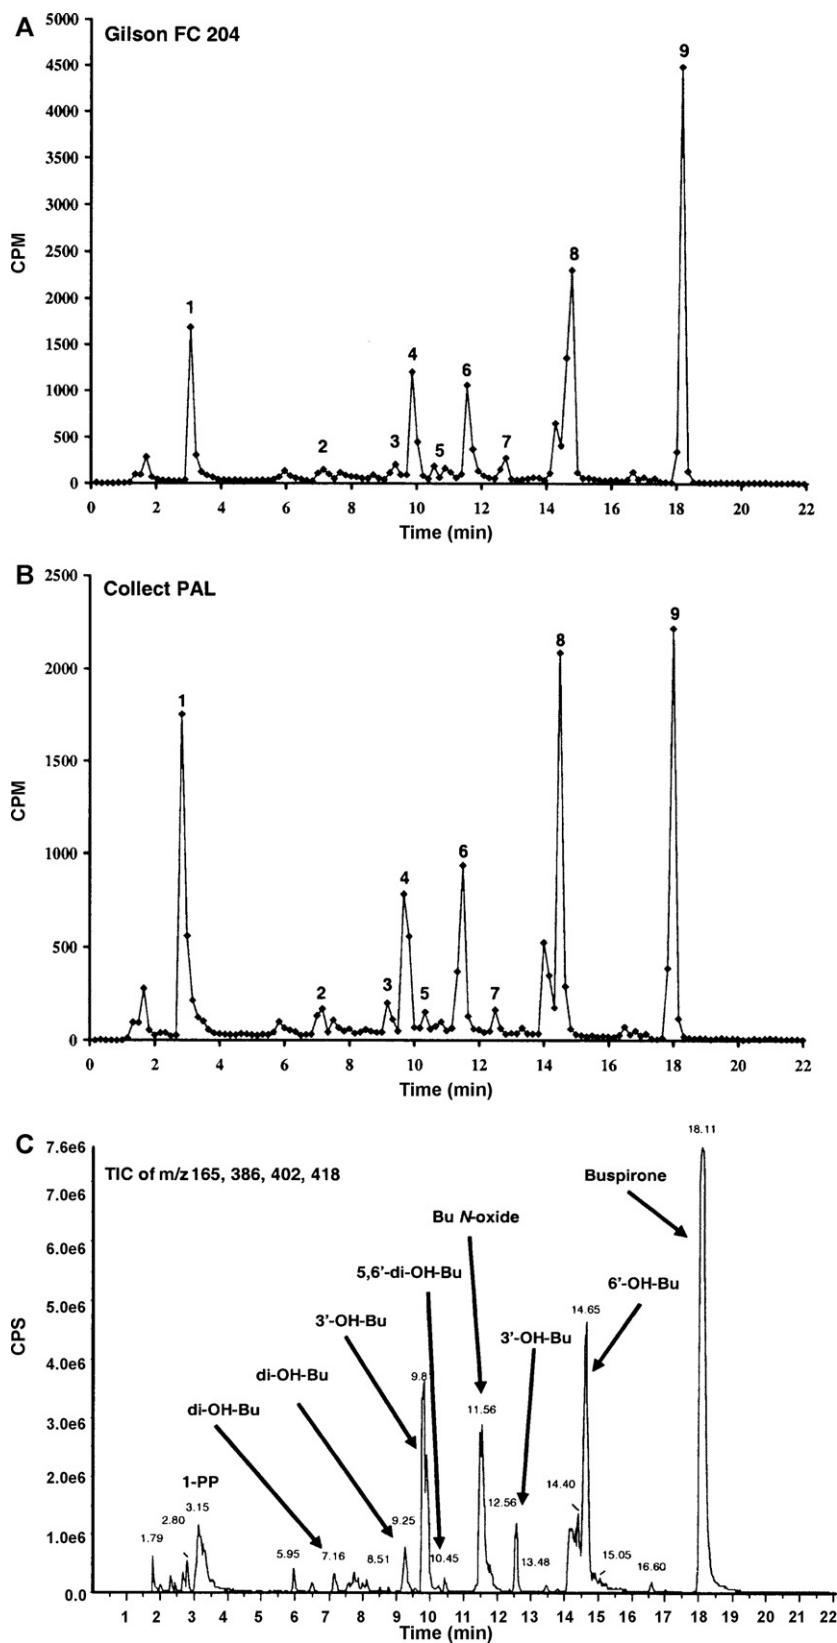 A
Gilson FC 204
5000
4500
4000
3500
3000
2500
2000
1500
1000
500
0
CPM
1
2
3
4
5
6
7
8
9
0 2 4 6 8 10 12 14 16 18 20 22
Time (min)
B
Collect PAL
2500
2000
1500
1000
500
0
CPM
1
2
3
4
5
6
7
8
9
0 2 4 6 8 10 12 14 16 18 20 22
Time (min)
C
TIC of m/z 165, 386, 402, 418
7.6e6
7.0e6
6.0e6
5.0e6
4.0e6
3.0e6
2.0e6
1.0e6
0.0
CPS
18.11
Buspirone
Bu N-oxide
5,6'-di-OH-Bu
6'-OH-Bu
3'-OH-Bu
14.65
3'-OH-Bu
di-OH-Bu
9.8
di-OH-Bu
11.56
1-PP
12.56
14.40
3.15
2.80
1.79
9.25
5.95
7.16
8.51
10.45
13.48
15.05
16.60
1 2 3 4 5 6 7 8 9 10 11 12 13 14 15 16 17 18 19 20 21 22
Time (min)